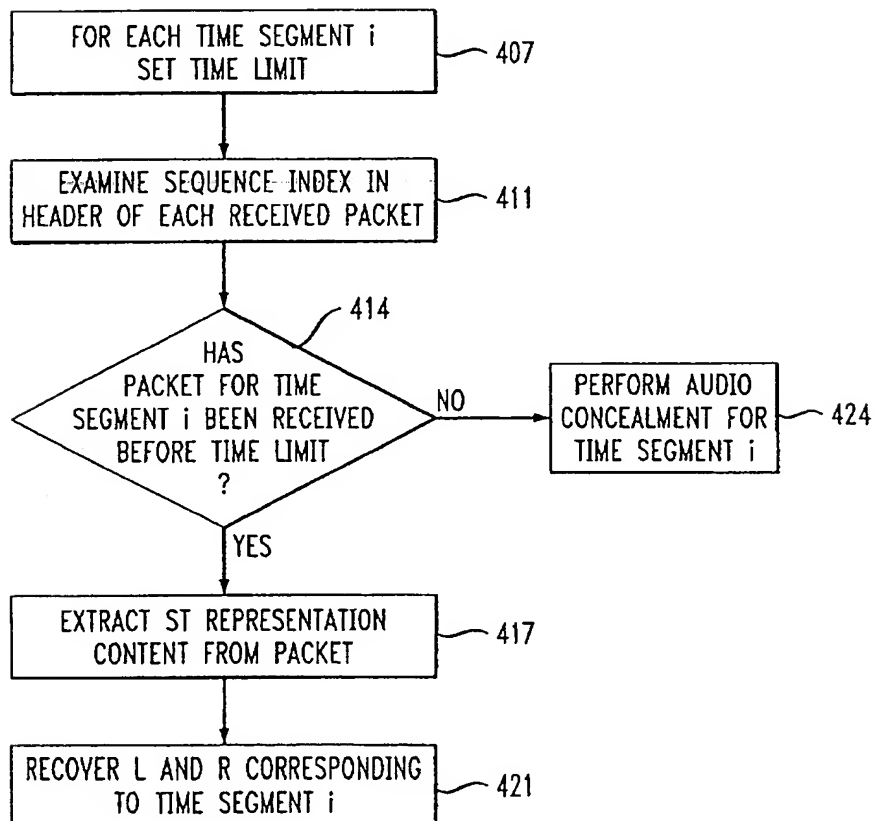 FOR EACH TIME SEGMENT i
SET TIME LIMIT
407
EXAMINE SEQUENCE INDEX IN
HEADER OF EACH RECEIVED PACKET
411
414
HAS
PACKET FOR TIME
SEGMENT i BEEN RECEIVED
BEFORE TIME LIMIT
?
NO
PERFORM AUDIO
CONCEALMENT FOR
TIME SEGMENT i
424
YES
EXTRACT ST REPRESENTATION
CONTENT FROM PACKET
417
RECOVER L AND R CORRESPONDING
TO TIME SEGMENT i
421